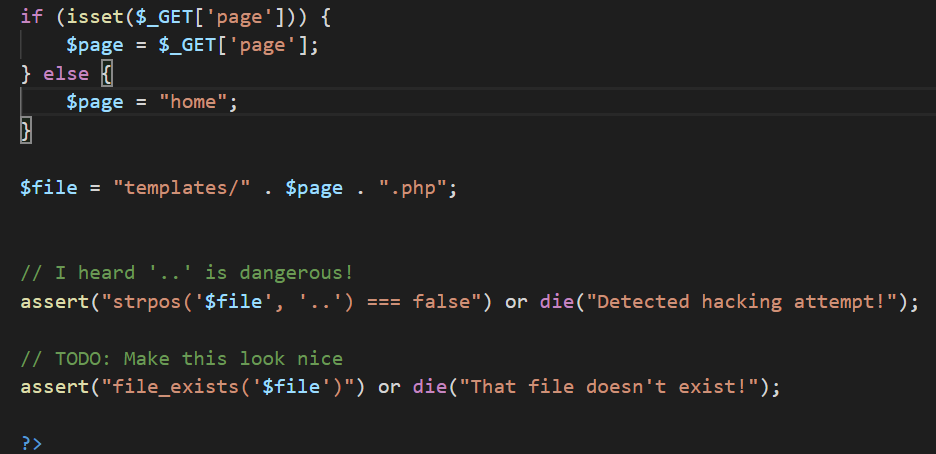 if (isset($_GET['page'])) {
    $page = $_GET['page'];
} else {
    $page = "home";
}
$file = "templates/" . $page . ".php";
// I heard '..' is dangerous!
assert("strpos('$file', '..') === false") or die("Detected hacking attempt!");
// TODO: Make this look nice
assert("file_exists('$file')") or die("That file doesn't exist!");
?>